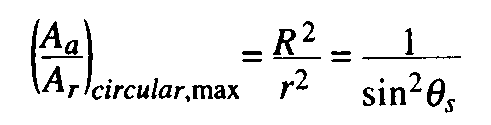 (A_a/A_r)_circular,max = R²/r² = 1/sin²θ_s